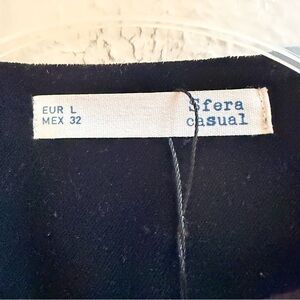 EUR L
MEX 32
Sfera
casual